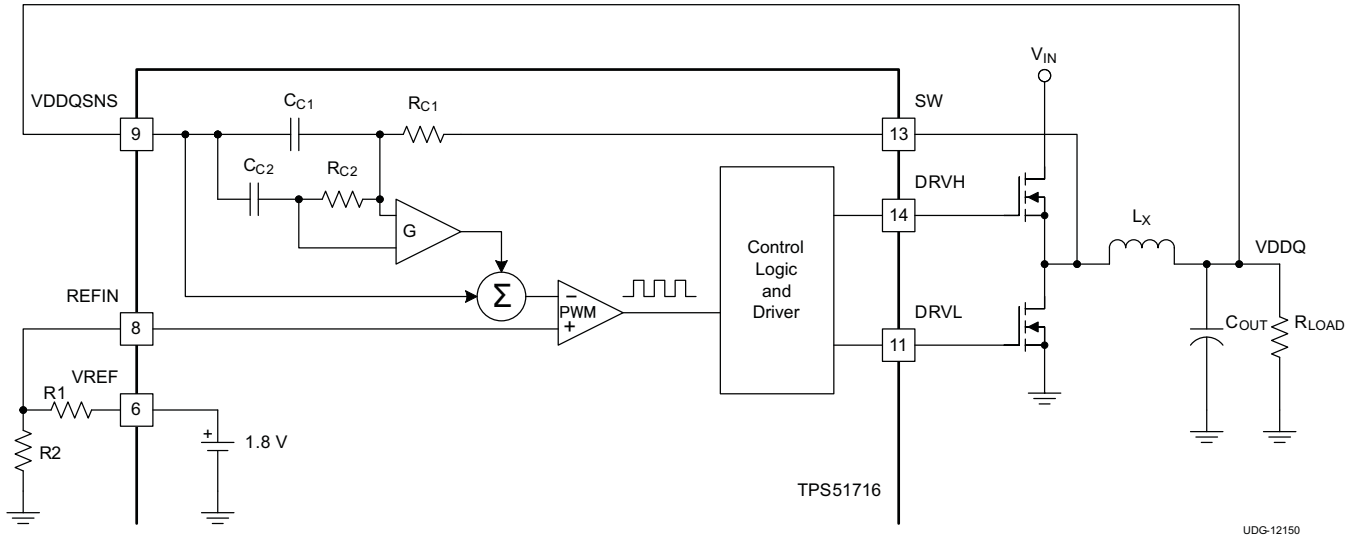 VIN
VDDQSNS
CC1
RC1
SW
9
13
CC2
RC2
DRVH
G
14
LX
VDDQ
Control
Logic
and
Driver
REFIN
Σ
−
PWM
+
DRVL
8
11
COUT
RLOAD
VREF
R1
6
+
1.8 V
R2
TPS51716
UDG-12150